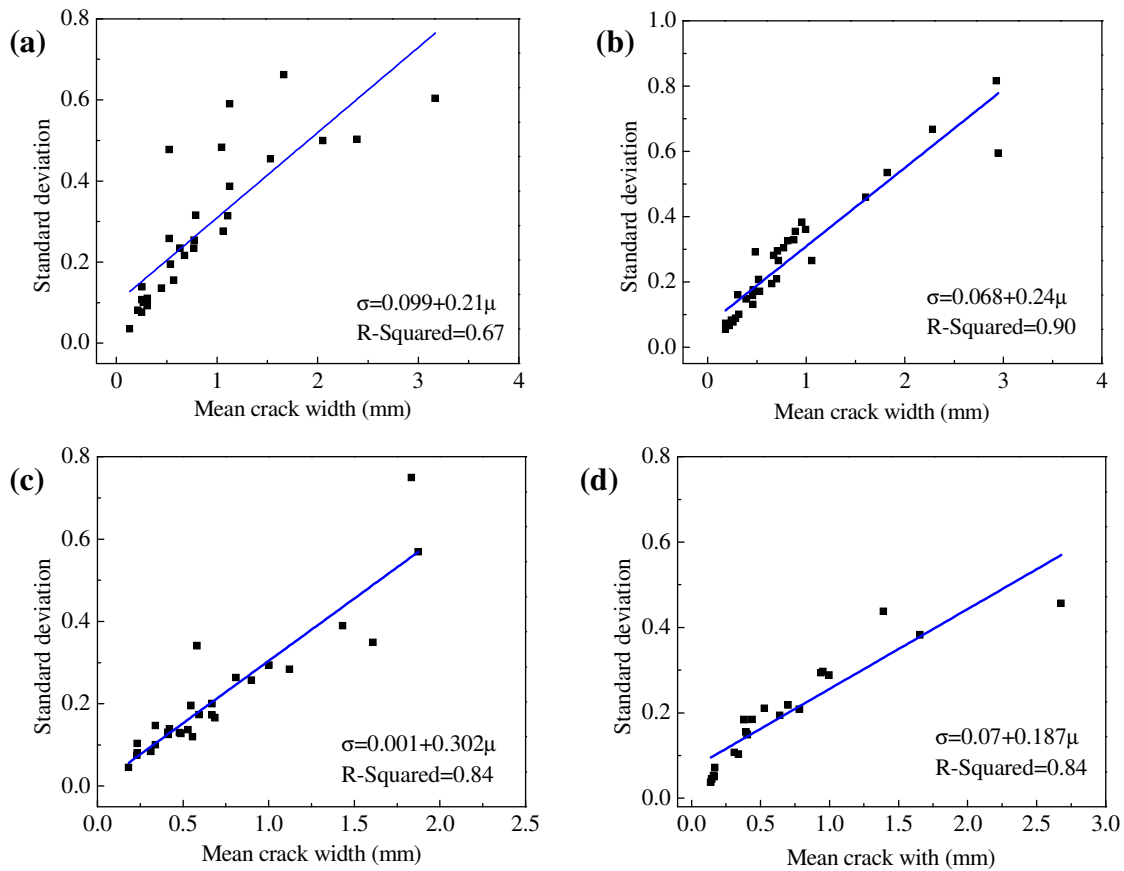 (a)
0.8
0.6
0.4
0.2
0.0
Standard deviation
σ=0.099+0.21μ
R-Squared=0.67
0 1 2 3 4
Mean crack width (mm)
(b)
1.0
0.8
0.6
0.4
0.2
0.0
Standard deviation
σ=0.068+0.24μ
R-Squared=0.90
0 1 2 3 4
Mean crack width (mm)
(c)
0.8
0.6
0.4
0.2
0.0
Standard deviation
σ=0.001+0.302μ
R-Squared=0.84
0.0 0.5 1.0 1.5 2.0 2.5
Mean crack width (mm)
(d)
0.8
0.6
0.4
0.2
0.0
Standard deviation
σ=0.07+0.187μ
R-Squared=0.84
0.0 0.5 1.0 1.5 2.0 2.5 3.0
Mean crack with (mm)